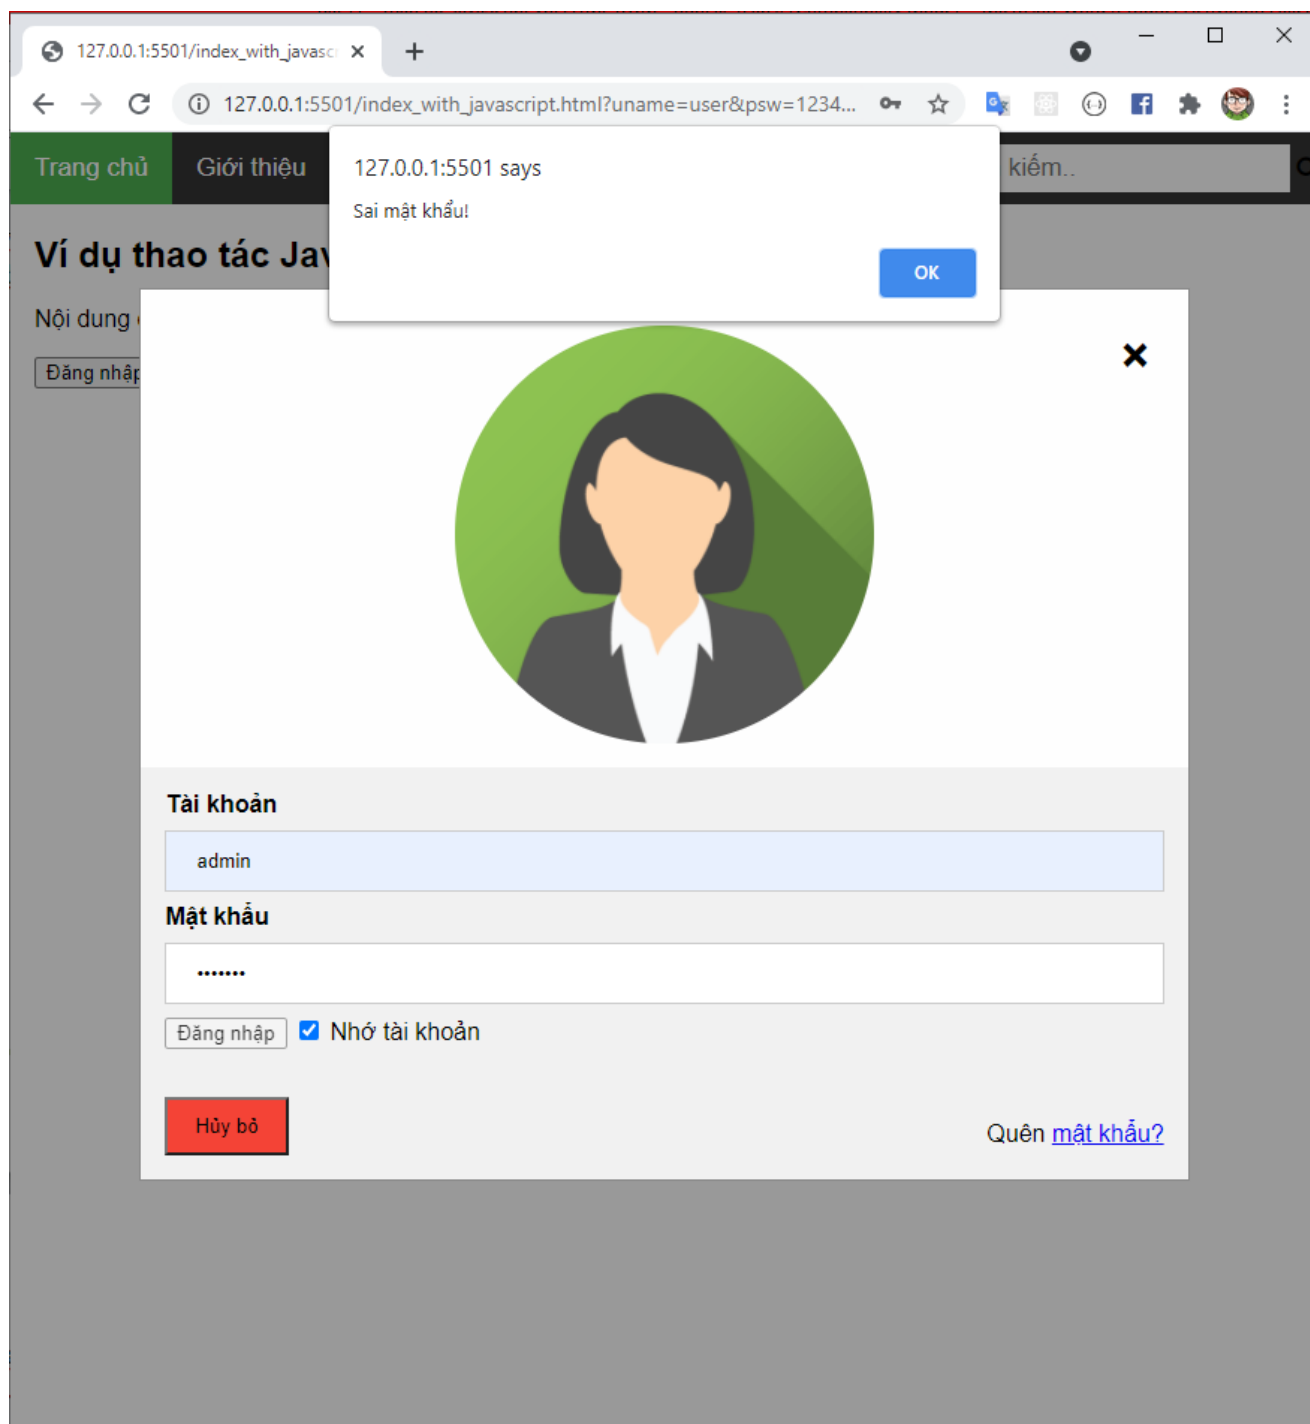 127.0.0.1:5501/index_with_javasc
127.0.0.1:5501/index_with_javascript.html?uname=user&psw=1234...
Trang chủ
Giới thiệu
kiếm..
127.0.0.1:5501 says
Sai mật khẩu!
OK
Ví dụ thao tác Jav
Nội dung
Đăng nhập
Tài khoản
admin
Mật khẩu
•••••••
Đăng nhập
Nhớ tài khoản
Hủy bỏ
Quên mật khẩu?